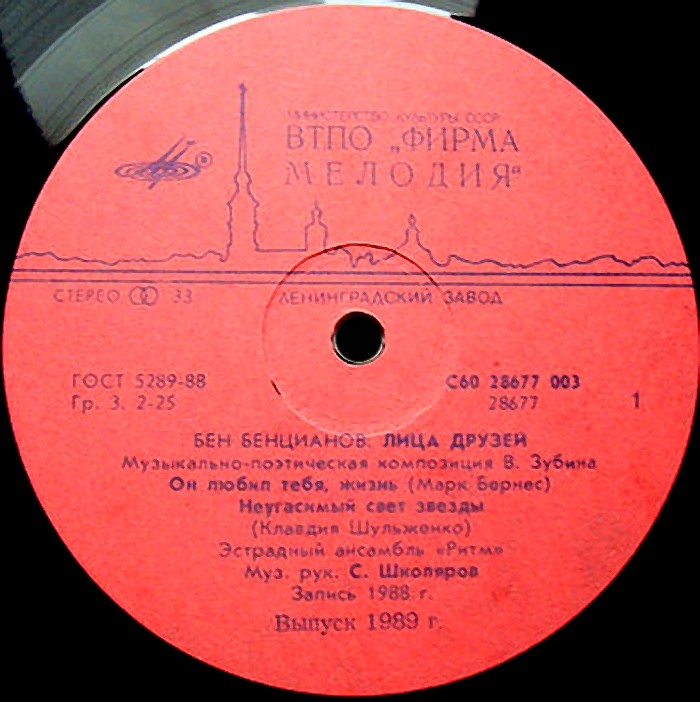 МИНИСТЕРСТВО КУЛЬТУРЫ СССР
ВТПО „ФИРМА
МЕЛОДИЯ“
®
СТЕРЕО 33
ЛЕНИНГРАДСКИЙ ЗАВОД
ГОСТ 5289-88
Гр. 3. 2-25
С60 28677 003
28677
1
БЕН БЕНЦИАНОВ. ЛИЦА ДРУЗЕЙ
Музыкально-поэтическая композиция В. Зубина
Он любил тебя, жизнь (Марк Бернес)
Неугасимый свет звезды
(Клавдия Шульженко)
Эстрадный ансамбль «Ритм»
Муз. рук. С. Школяров
Запись 1988 г.
Выпуск 1989 г.